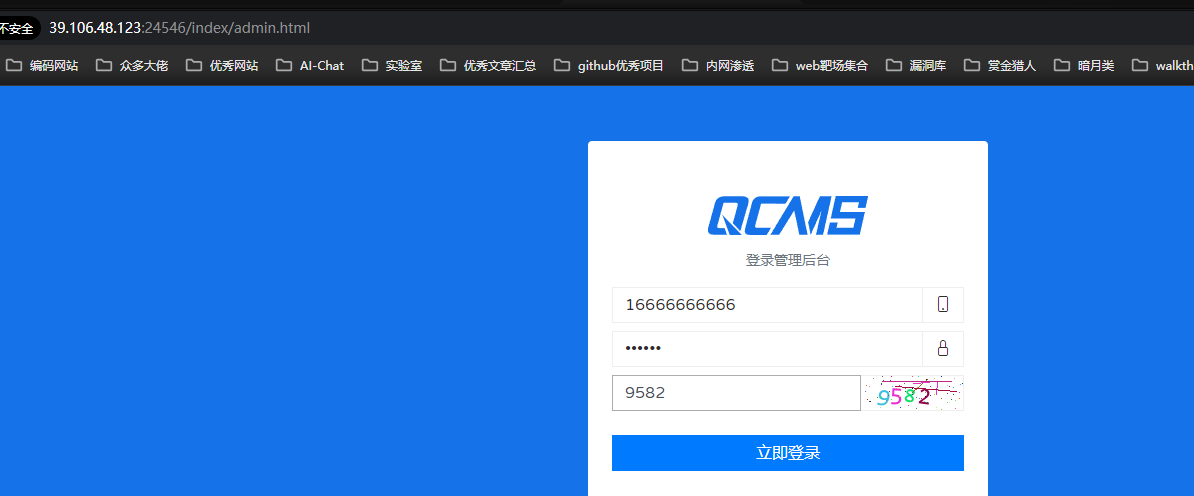 不安全 39.106.48.123:24546/index/admin.html
编码网站 众多大佬 优秀网站 AI-Chat 实验室 优秀文章汇总 github优秀项目 内网渗透 web靶场集合 漏洞库 赏金猎人 暗月类 walkth
QCMS
登录管理后台
16666666666
••••••
9582 9582
立即登录